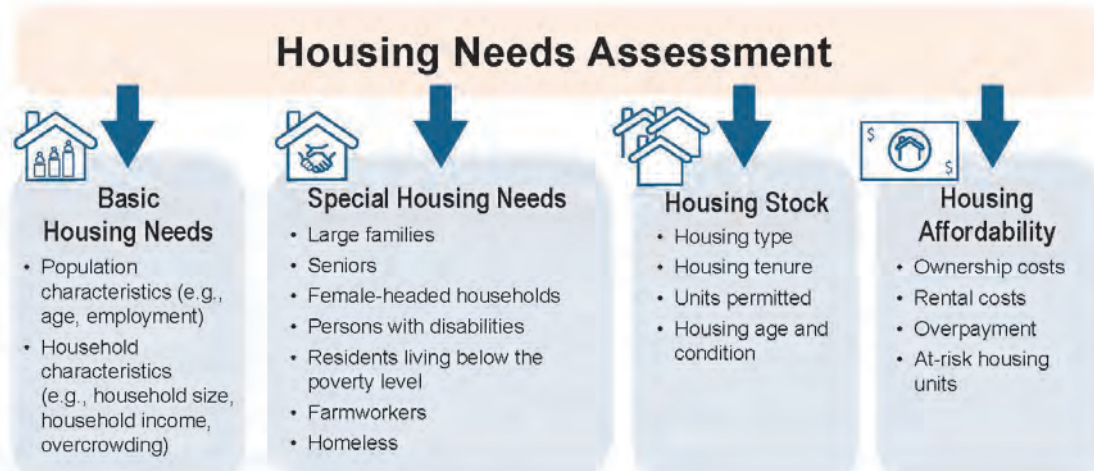 Housing Needs Assessment
Basic
Housing Needs
• Population
characteristics (e.g.,
age, employment)
• Household
characteristics
(e.g., household size,
household income,
overcrowding)
Special Housing Needs
• Large families
• Seniors
• Female-headed households
• Persons with disabilities
• Residents living below the
poverty level
• Farmworkers
• Homeless
Housing Stock
• Housing type
• Housing tenure
• Units permitted
• Housing age and
condition
$
$
Housing
Affordability
• Ownership costs
• Rental costs
• Overpayment
• At-risk housing
units